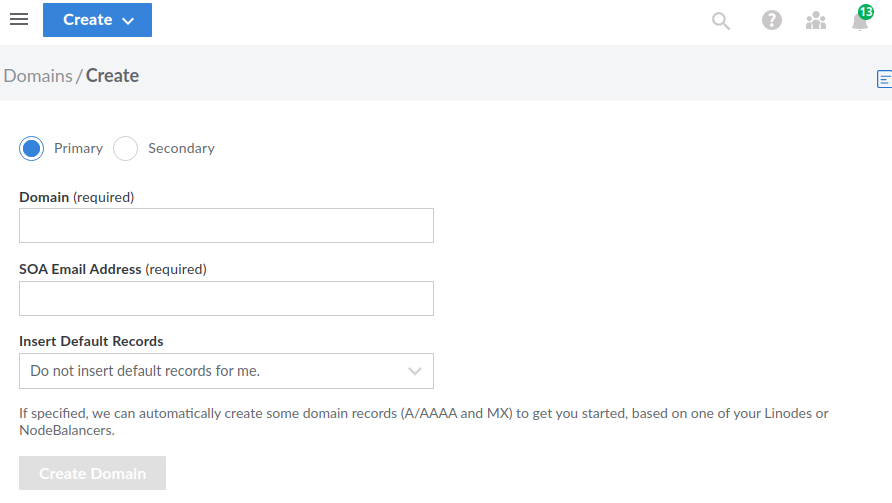 Create
13
Domains / Create
Primary Secondary
Domain (required)
SOA Email Address (required)
Insert Default Records
Do not insert default records for me.
If specified, we can automatically create some domain records (A/AAAA and MX) to get you started, based on one of your Linodes or
NodeBalancers.
Create Domain